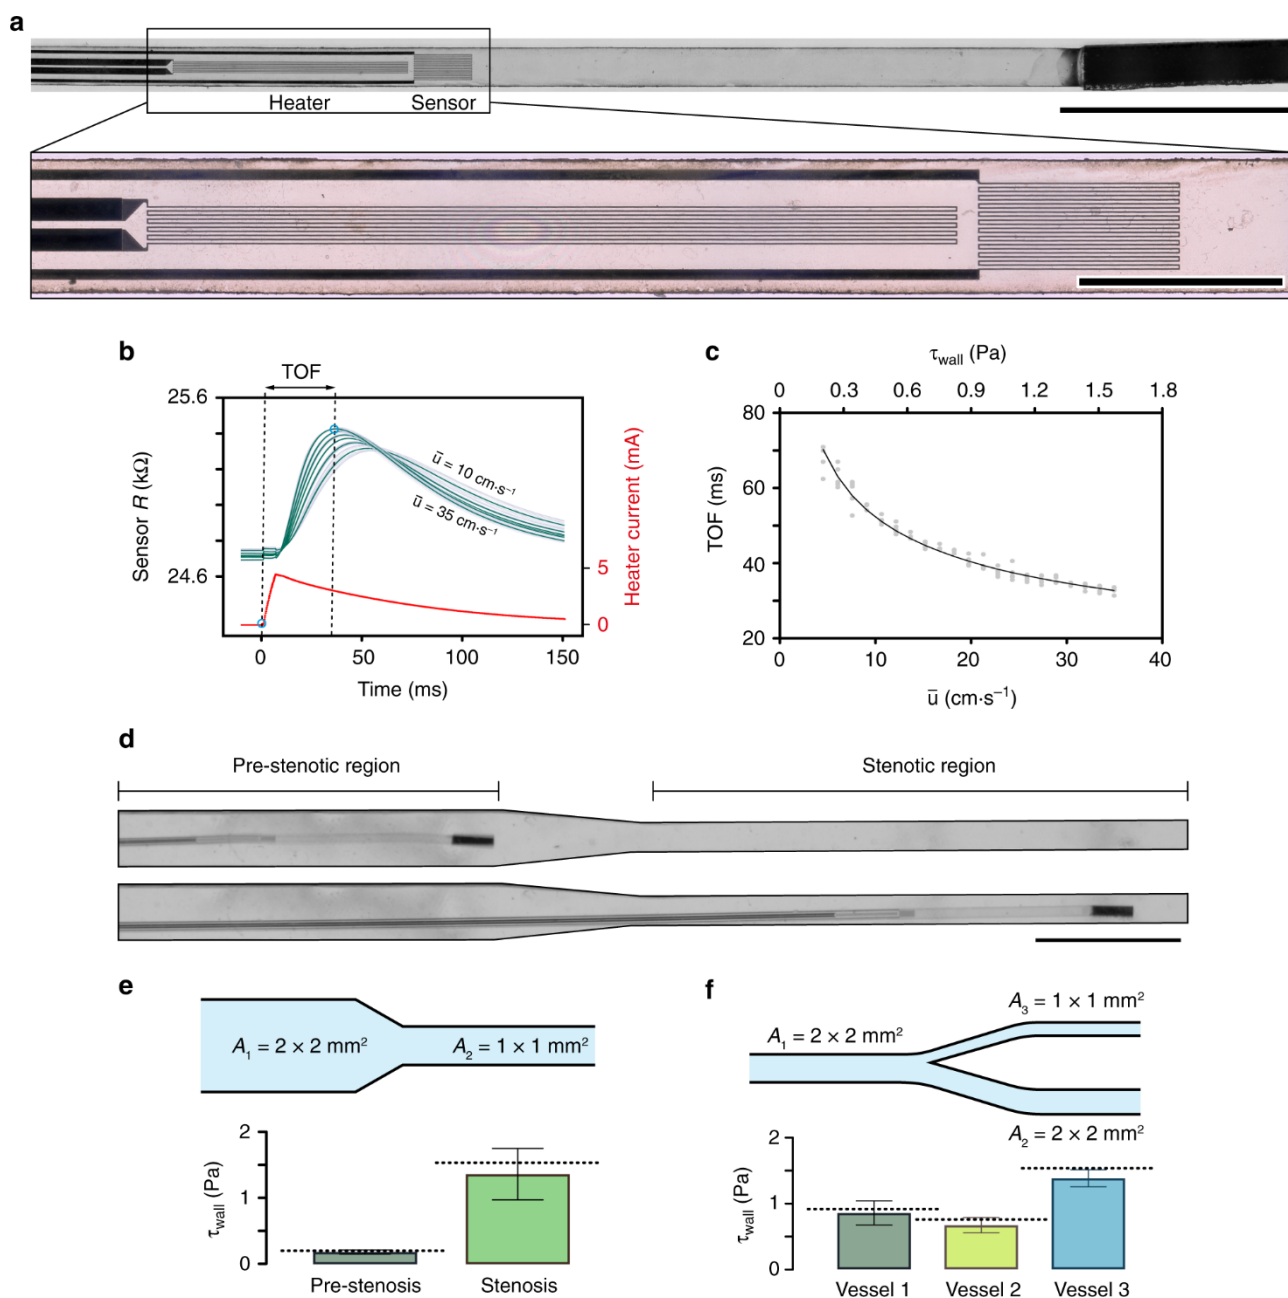 a
Heater Sensor
b
TOF
25.6
24.6
Sensor R (kΩ)
ū = 10 cm·s⁻¹
ū = 35 cm·s⁻¹
5
0
Heater current (mA)
0 50 100 150
Time (ms)
c
τwall (Pa)
0 0.3 0.6 0.9 1.2 1.5 1.8
80
60
40
20
TOF (ms)
0 10 20 30 40
ū (cm·s⁻¹)
d
Pre-stenotic region Stenotic region
e
A₁ = 2 × 2 mm² A₂ = 1 × 1 mm²
2
1
0
τwall (Pa)
Pre-stenosis Stenosis
f
A₃ = 1 × 1 mm²
A₁ = 2 × 2 mm²
A₂ = 2 × 2 mm²
2
1
0
τwall (Pa)
Vessel 1 Vessel 2 Vessel 3